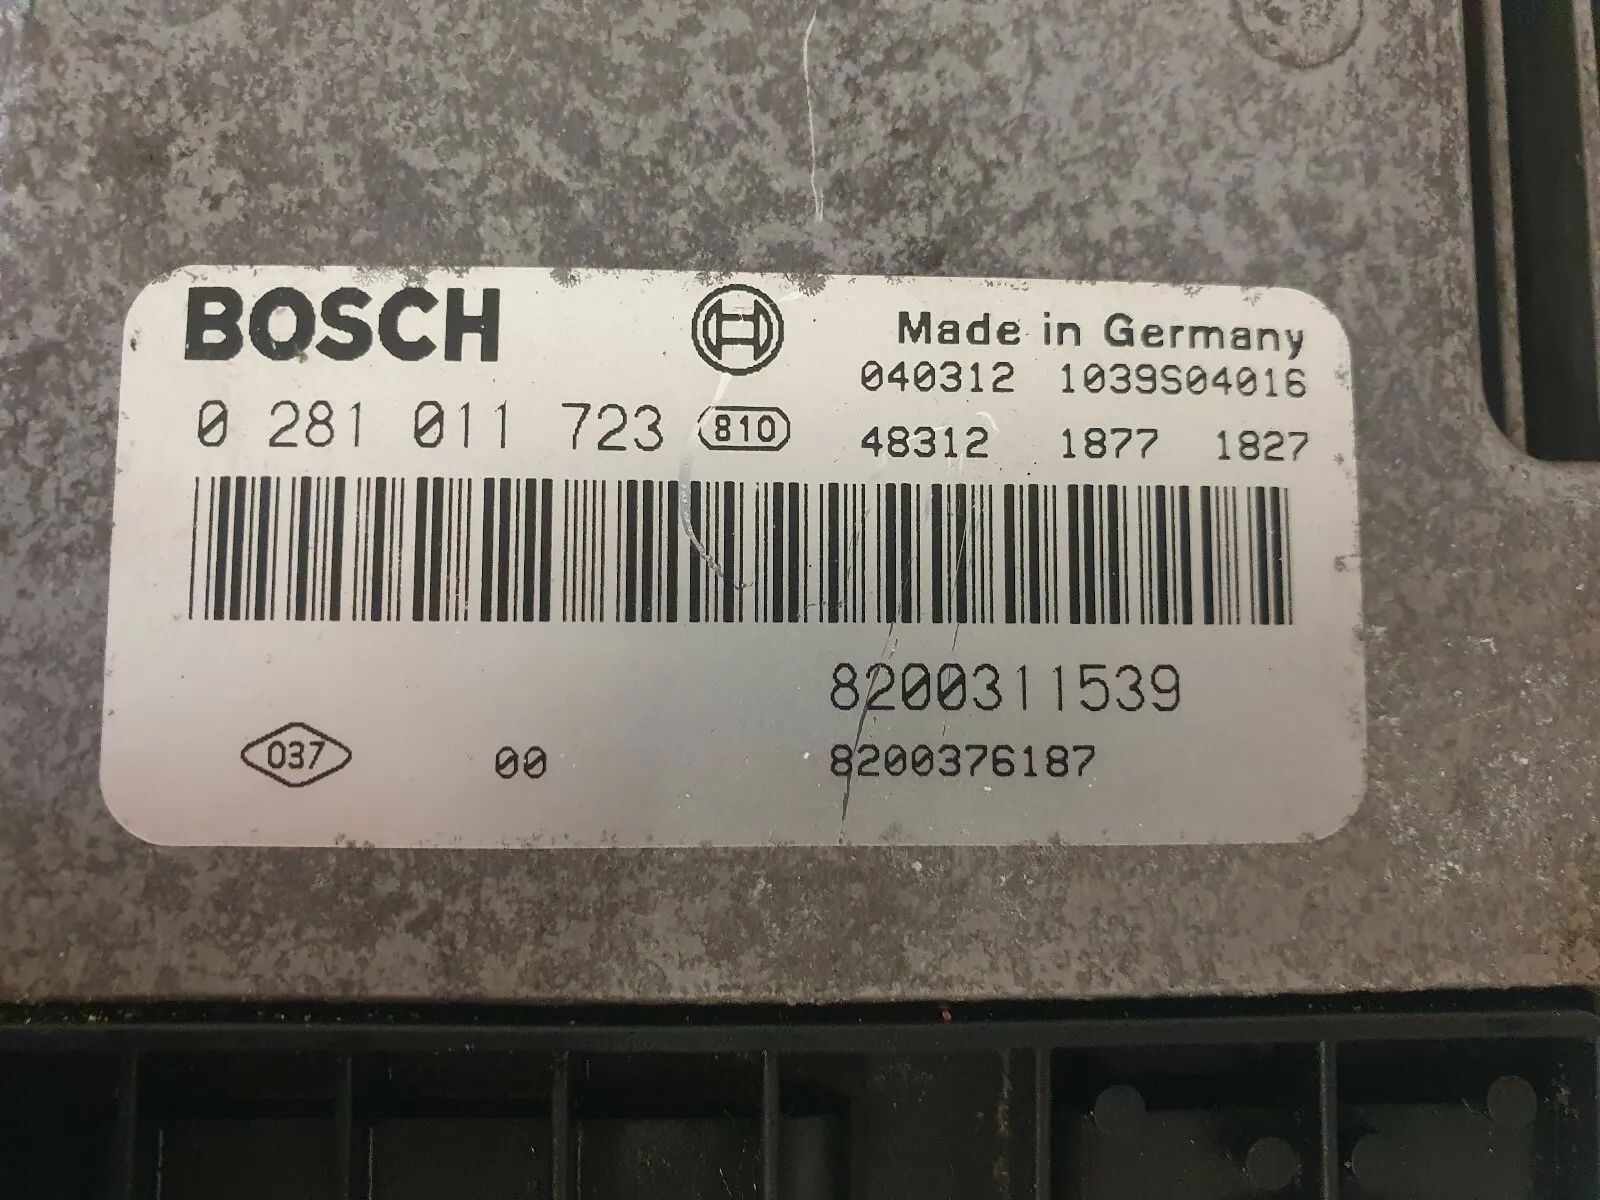 BOSCH
Made in Germany
040312 1039S04016
0 281 011 723 810
48312 1877 1827
8200311539
037 00 8200376187